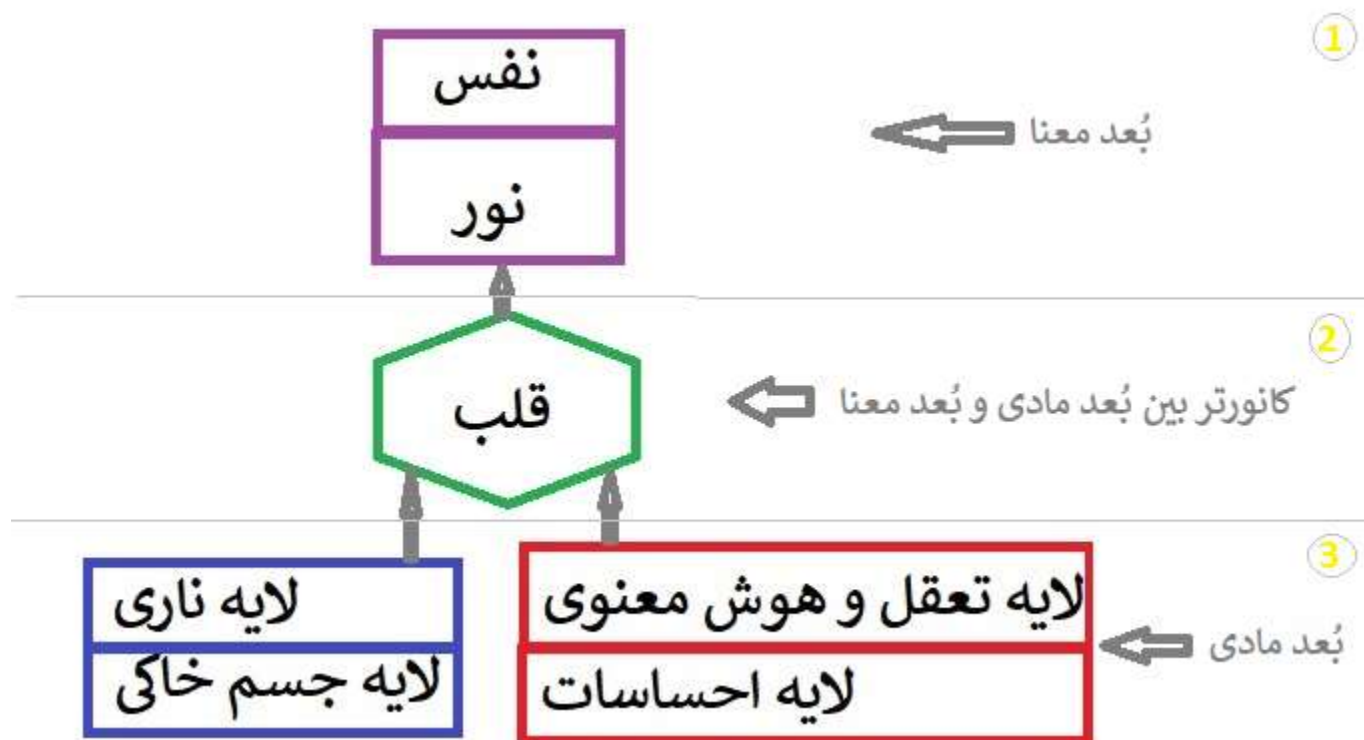 1
نفس
بُعد معنا
نور
2
قلب
کانورتر بین بُعد مادی و بُعد معنا
3
لایه تعقل و هوش معنوی
لایه ناری
بُعد مادی
لایه احساسات
لایه جسم خاکی